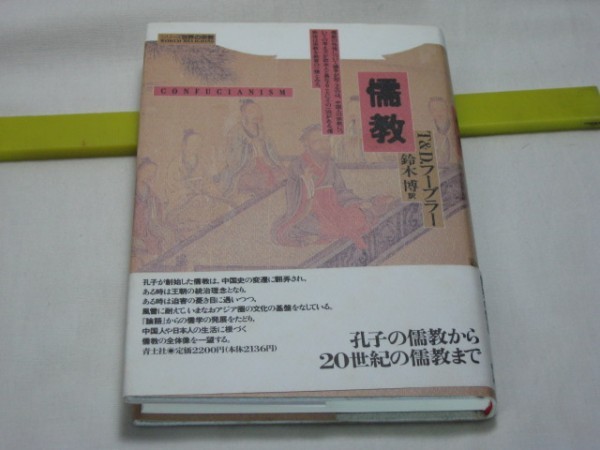 CONFUCIANISM
儒教
T&D.フーブラー
鈴木博 訳
孔子が創始した儒教は、中国史の変遷に翻弄され、
ある時は王朝の統治理念となり、
ある時は迫害の憂き目に遇いつつ、
風雪に耐えて、いまなおアジア圏の文化の基盤をなしている。
『論語』からの儒学の発展をたどり、
中国人や日本人の生活に根づく
儒教の全体像を一望する。
青土社●定価2200円(本体2136円)
孔子の儒教から
20世紀の儒教まで